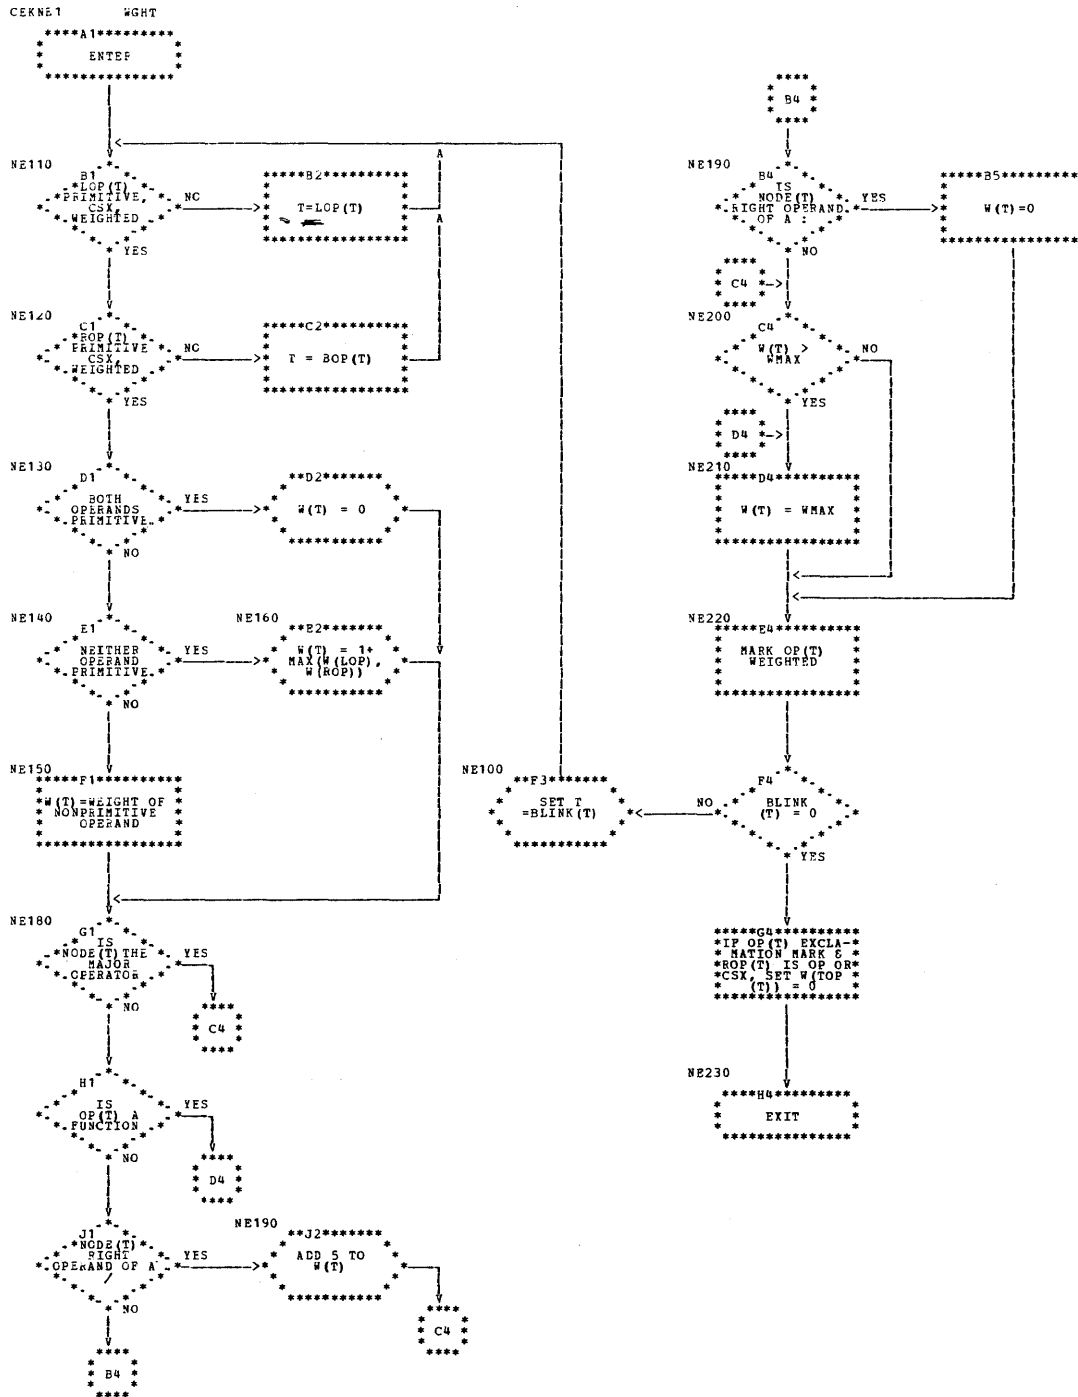 CEKNE1 WGHT
A1
ENTER
NE110
B1
LOP(T)
PRIMITIVE,
CSX,
WEIGHTED
NO
YES
B2
T=LOP(T)
A
A
NE120
C1
ROP(T)
PRIMITIVE
CSX,
WEIGHTED
NO
YES
C2
T = ROP(T)
NE130
D1
BOTH
OPERANDS
PRIMITIVE
YES
NO
D2
W(T) = 0
NE140
E1
NEITHER
OPERAND
PRIMITIVE
YES
NO
NE160
E2
W(T) = 1+
MAX(W(LOP),
W(ROP))
NE150
F1
W(T)=WEIGHT OF
NONPRIMITIVE
OPERAND
NE180
G1
IS
NODE(T) THE
MAJOR
OPERATOR
YES
NO
C4
H1
IS
OP(T) A
FUNCTION
YES
NO
D4
J1
NODE(T)
RIGHT
OPERAND OF A
/
YES
NO
NE190
J2
ADD 5 TO
W(T)
C4
B4
NE100
F3
SET T
=BLINK(T)
B4
NE190
B4
IS
NODE(T)
RIGHT OPERAND
OF A :
YES
NO
B5
W(T)=0
C4
NE200
C4
W(T) >
WMAX
NO
YES
D4
NE210
D4
W(T) = WMAX
NE220
E4
MARK OP(T)
WEIGHTED
F4
BLINK
(T) = 0
NO
YES
G4
IF OP(T) EXCLA-
MATION MARK &
ROP(T) IS OP OR
CSX, SET W(TOP
(T)) = 0
NE230
H4
EXIT